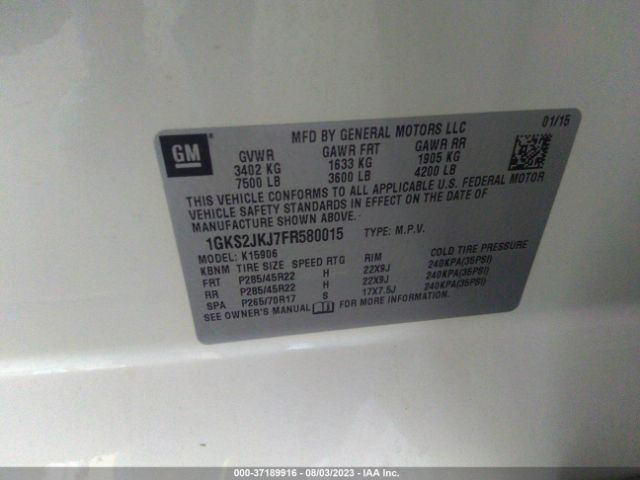 GM
MFD BY GENERAL MOTORS LLC
01/15
GVWR GAWR FRT GAWR RR
3402 KG 1633 KG 1905 KG
7500 LB 3600 LB 4200 LB
THIS VEHICLE CONFORMS TO ALL APPLICABLE U.S. FEDERAL MOTOR
VEHICLE SAFETY STANDARDS IN EFFECT ON THE DATE OF
MANUFACTURE SHOWN ABOVE.
1GKS2JKJ7FR580015 TYPE: M.P.V.
MODEL: K15906
KBNM TIRE SIZE SPEED RTG RIM COLD TIRE PRESSURE
FRT P285/45R22 H 22X9J 240KPA(35PSI)
RR P285/45R22 H 22X9J 240KPA(35PSI)
SPA P265/70R17 S 17X7.5J 240KPA(35PSI)
SEE OWNER'S MANUAL FOR MORE INFORMATION.
000-37189916 - 08/03/2023 - IAA Inc.